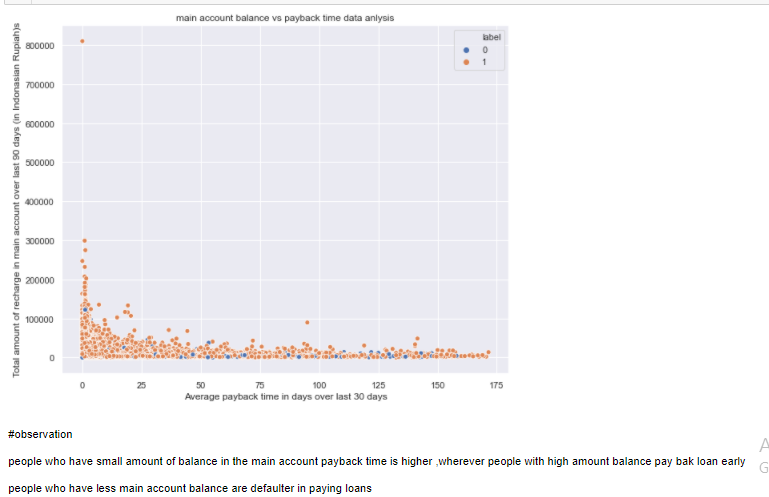 main account balance vs payback time data anlysis
label
0
1
Total amount of recharge in main account over last 90 days (in Indonasian Rupiah)s
800000
700000
600000
500000
400000
300000
200000
100000
0
0 25 50 75 100 125 150 175
Average payback time in days over last 30 days
#observation
people who have small amount of balance in the main account payback time is higher ,wherever people with high amount balance pay bak loan early
people who have less main account balance are defaulter in paying loans
A
G